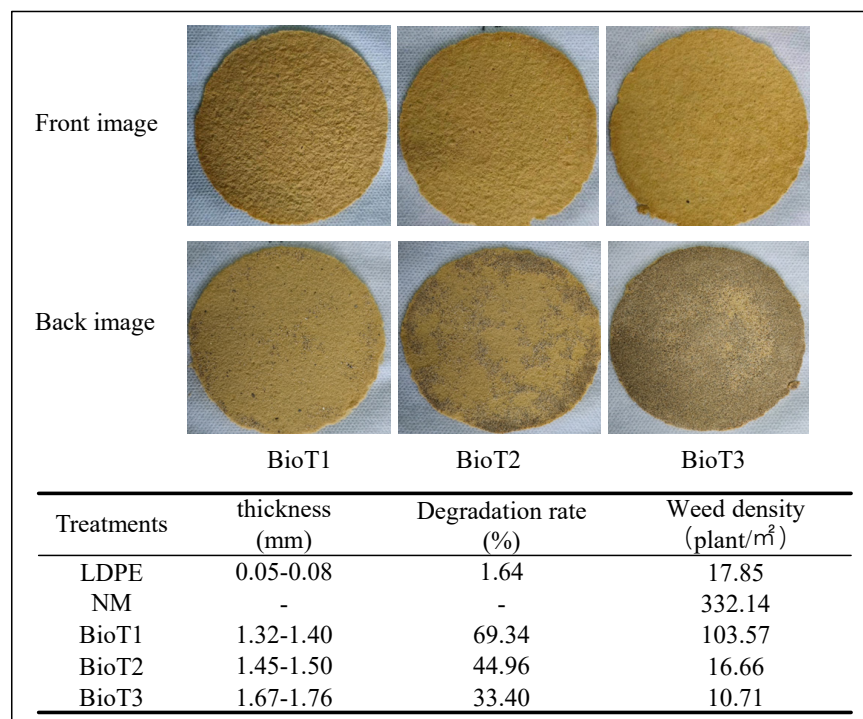 Front image
Back image
BioT1 BioT2 BioT3
Treatments thickness (mm) Degradation rate (%) Weed density (plant/㎡)
LDPE 0.05-0.08 1.64 17.85
NM - - 332.14
BioT1 1.32-1.40 69.34 103.57
BioT2 1.45-1.50 44.96 16.66
BioT3 1.67-1.76 33.40 10.71